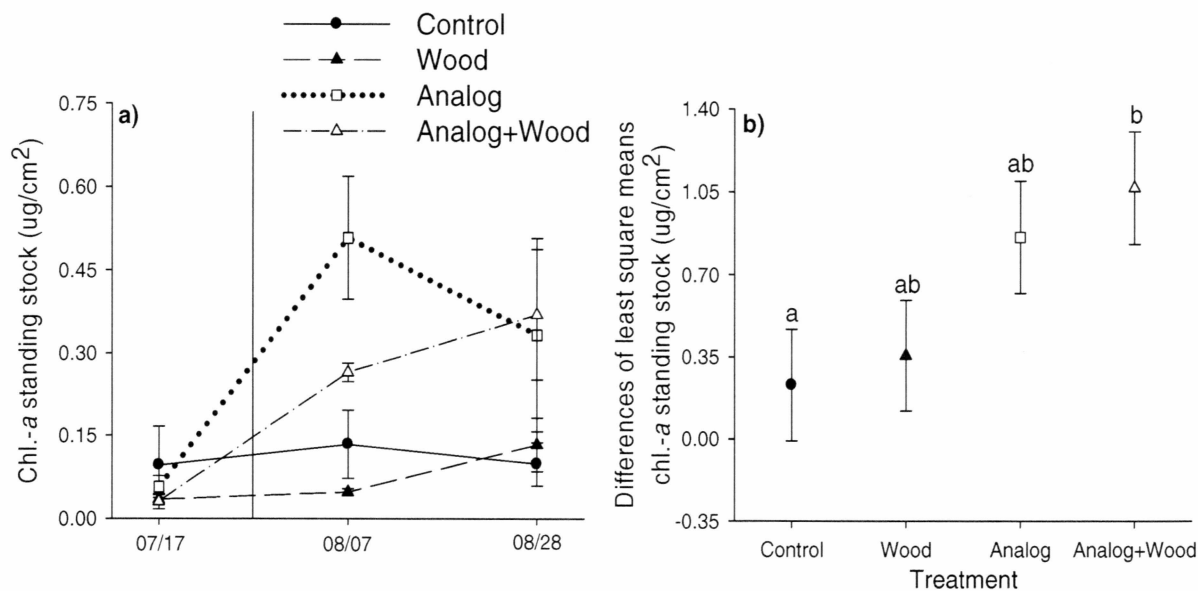 Control
Wood
Analog
Analog+Wood
a)
Chl.-a standing stock (ug/cm2)
0.75
0.60
0.45
0.30
0.15
0.00
07/17
08/07
08/28
b)
Differences of least square means
chl.-a standing stock (ug/cm2)
1.40
1.05
0.70
0.35
0.00
-0.35
a
ab
ab
b
Control
Wood
Analog
Analog+Wood
Treatment